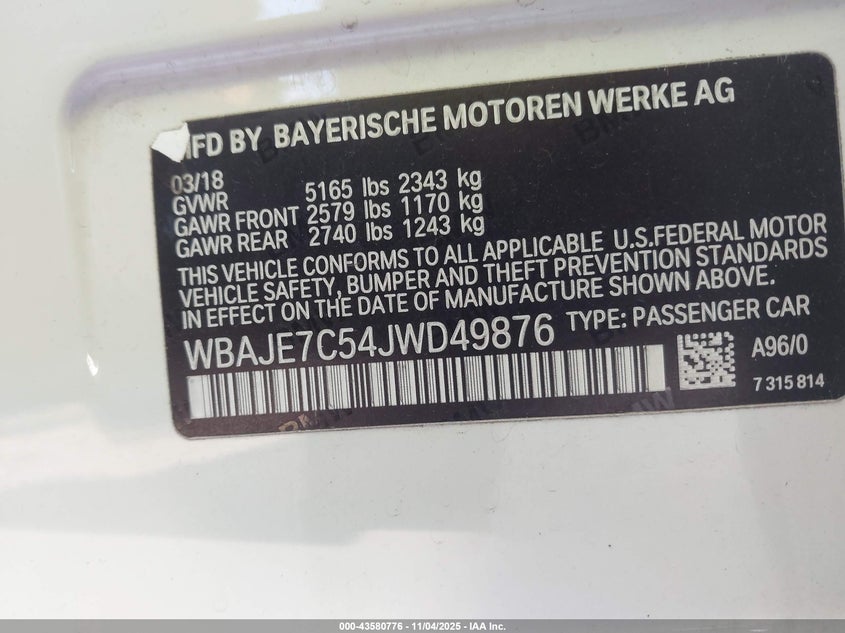 MFD BY BAYERISCHE MOTOREN WERKE AG
03/18
GVWR 5165 lbs 2343 kg
GAWR FRONT 2579 lbs 1170 kg
GAWR REAR 2740 lbs 1243 kg
THIS VEHICLE CONFORMS TO ALL APPLICABLE U.S.FEDERAL MOTOR
VEHICLE SAFETY, BUMPER AND THEFT PREVENTION STANDARDS
IN EFFECT ON THE DATE OF MANUFACTURE SHOWN ABOVE.
WBAJE7C54JWD49876 TYPE: PASSENGER CAR
A96/0
7 315 814
BMW
000-43580776 - 11/04/2025 - IAA Inc.